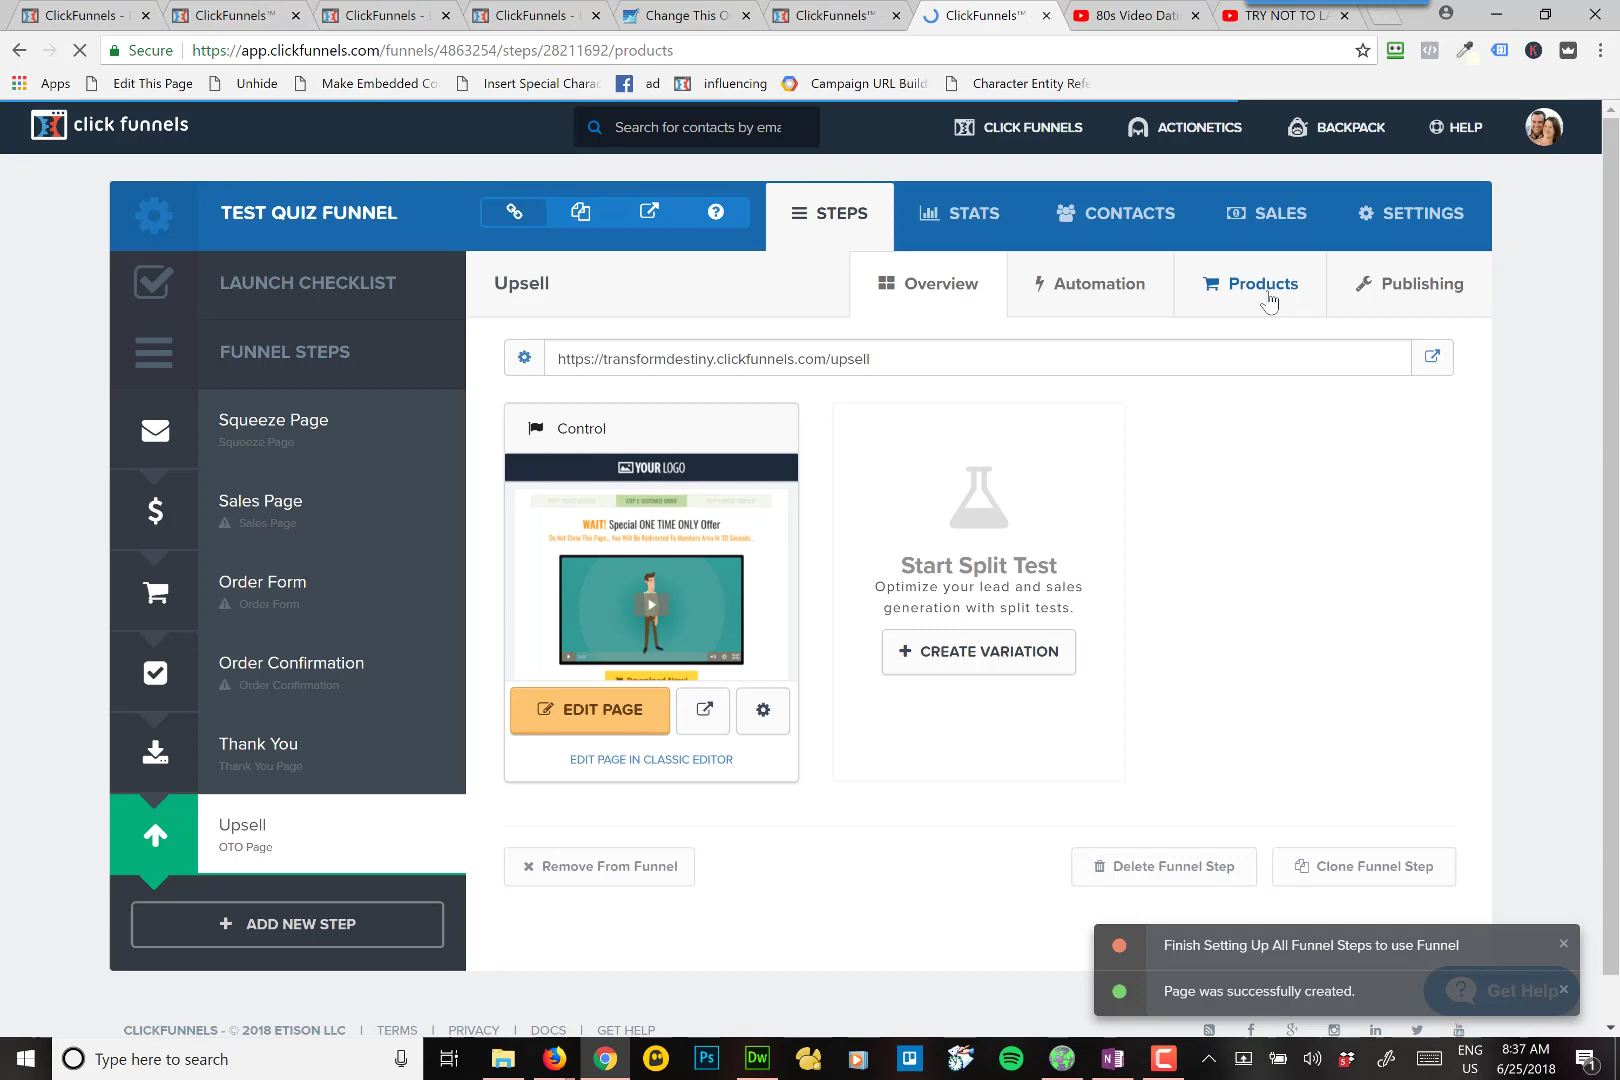 ClickFunnels - E
ClickFunnels™
ClickFunnels - E
ClickFunnels - 
Change This O
ClickFunnels™
ClickFunnels™
80s Video Dati
TRY NOT TO LA
Secure
https://app.clickfunnels.com/funnels/4863254/steps/28211692/products
Apps
Edit This Page
Unhide
Make Embedded Co
Insert Special Charac
ad
influencing
Campaign URL Build
Character Entity Refe
click funnels
Search for contacts by ema
CLICK FUNNELS
ACTIONETICS
BACKPACK
HELP
TEST QUIZ FUNNEL
STEPS
STATS
CONTACTS
SALES
SETTINGS
LAUNCH CHECKLIST
Upsell
Overview
Automation
Products
Publishing
FUNNEL STEPS
https://transformdestiny.clickfunnels.com/upsell
Squeeze Page
Squeeze Page
Sales Page
Sales Page
Order Form
Order Form
Order Confirmation
Order Confirmation
Thank You
Thank You Page
Upsell
OTO Page
+ ADD NEW STEP
Control
YOUR LOGO
STEP 2: CUSTOMIZE ORDER
WAIT! Special ONE TIME ONLY Offer
Do Not Close This Page... You Will Be Redirected To Members Area In 30 Seconds...
Download Now!
EDIT PAGE
EDIT PAGE IN CLASSIC EDITOR
Start Split Test
Optimize your lead and sales
generation with split tests.
+ CREATE VARIATION
Remove From Funnel
Delete Funnel Step
Clone Funnel Step
Finish Setting Up All Funnel Steps to use Funnel
Page was successfully created.
Get Help
CLICKFUNNELS - © 2018 ETISON LLC | TERMS | PRIVACY | DOCS | GET HELP
Type here to search
Ps
Dw
ENG
US
8:37 AM
6/25/2018
1